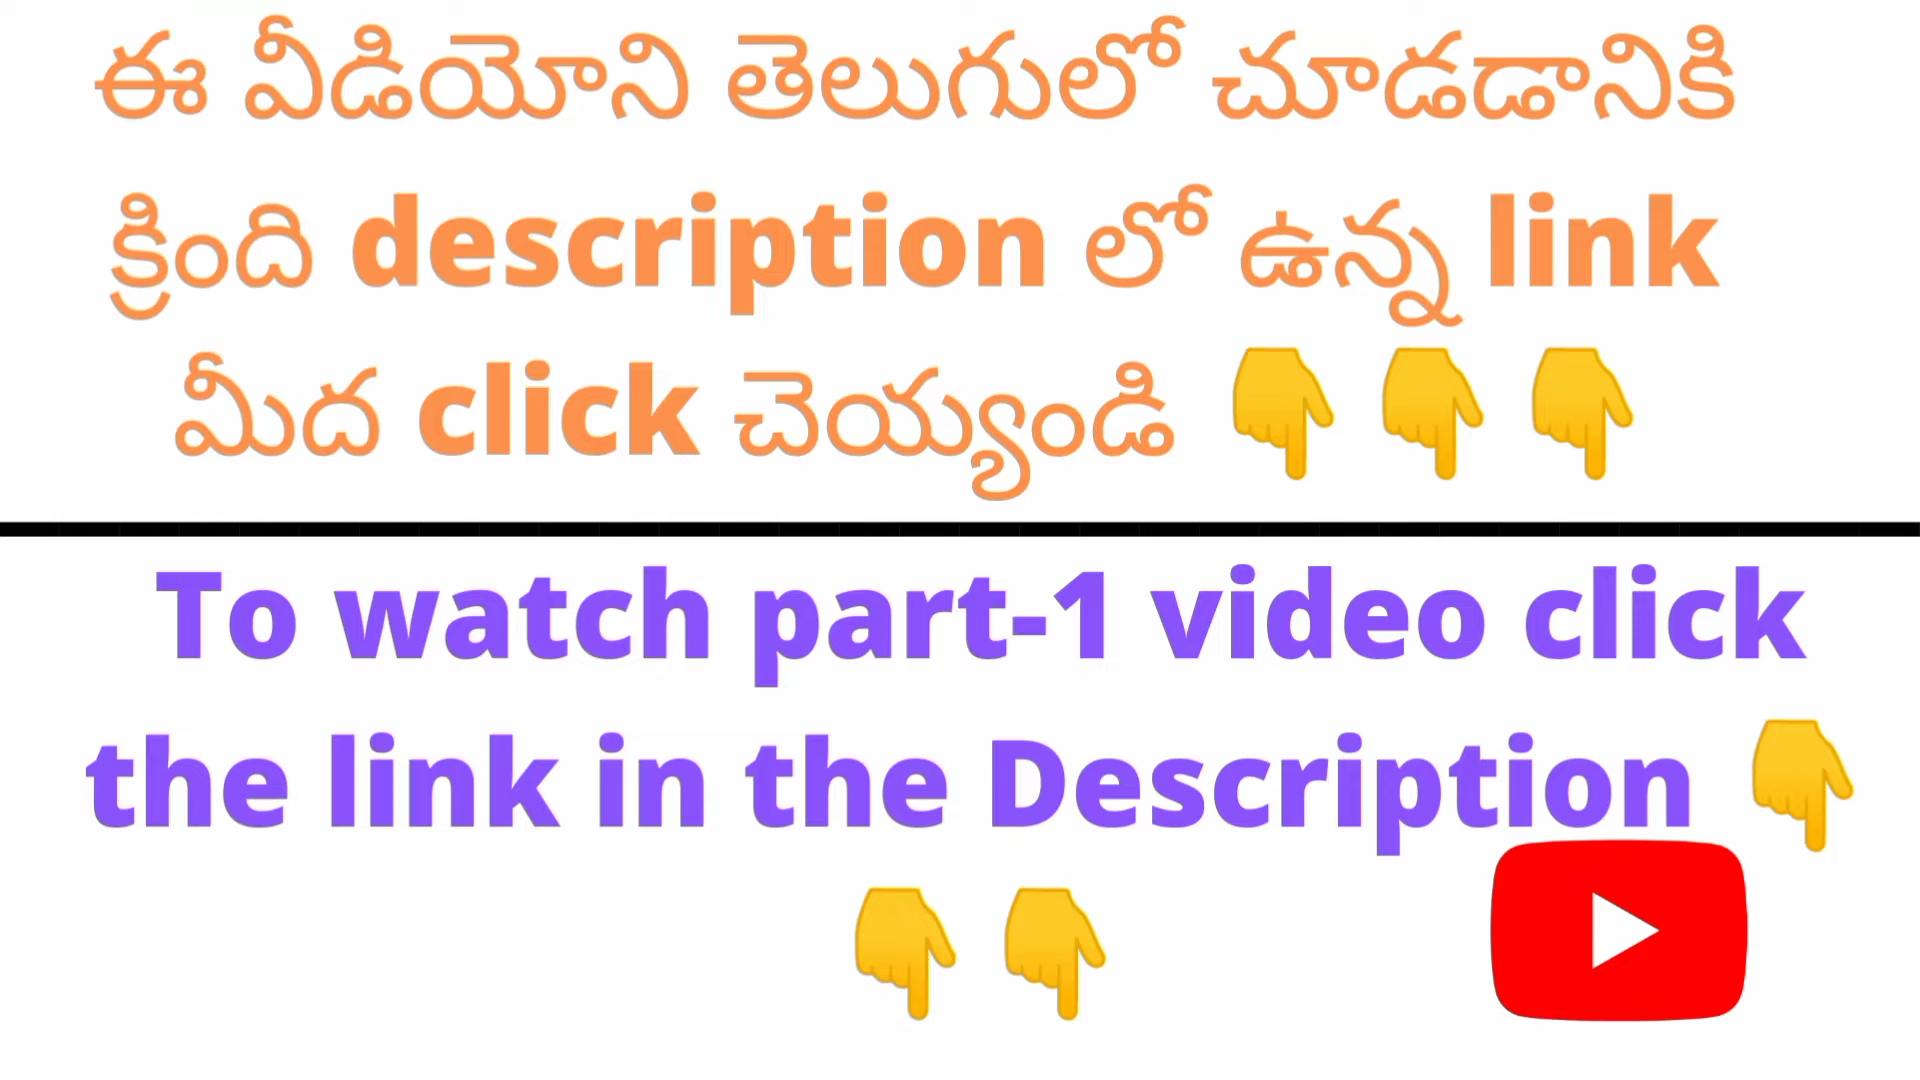 ఈ వీడియోని తెలుగులో చూడడానికి
క్రింది description లో ఉన్న link
మీద click చెయ్యండి 👇👇👇
To watch part-1 video click
the link in the Description 👇
👇👇